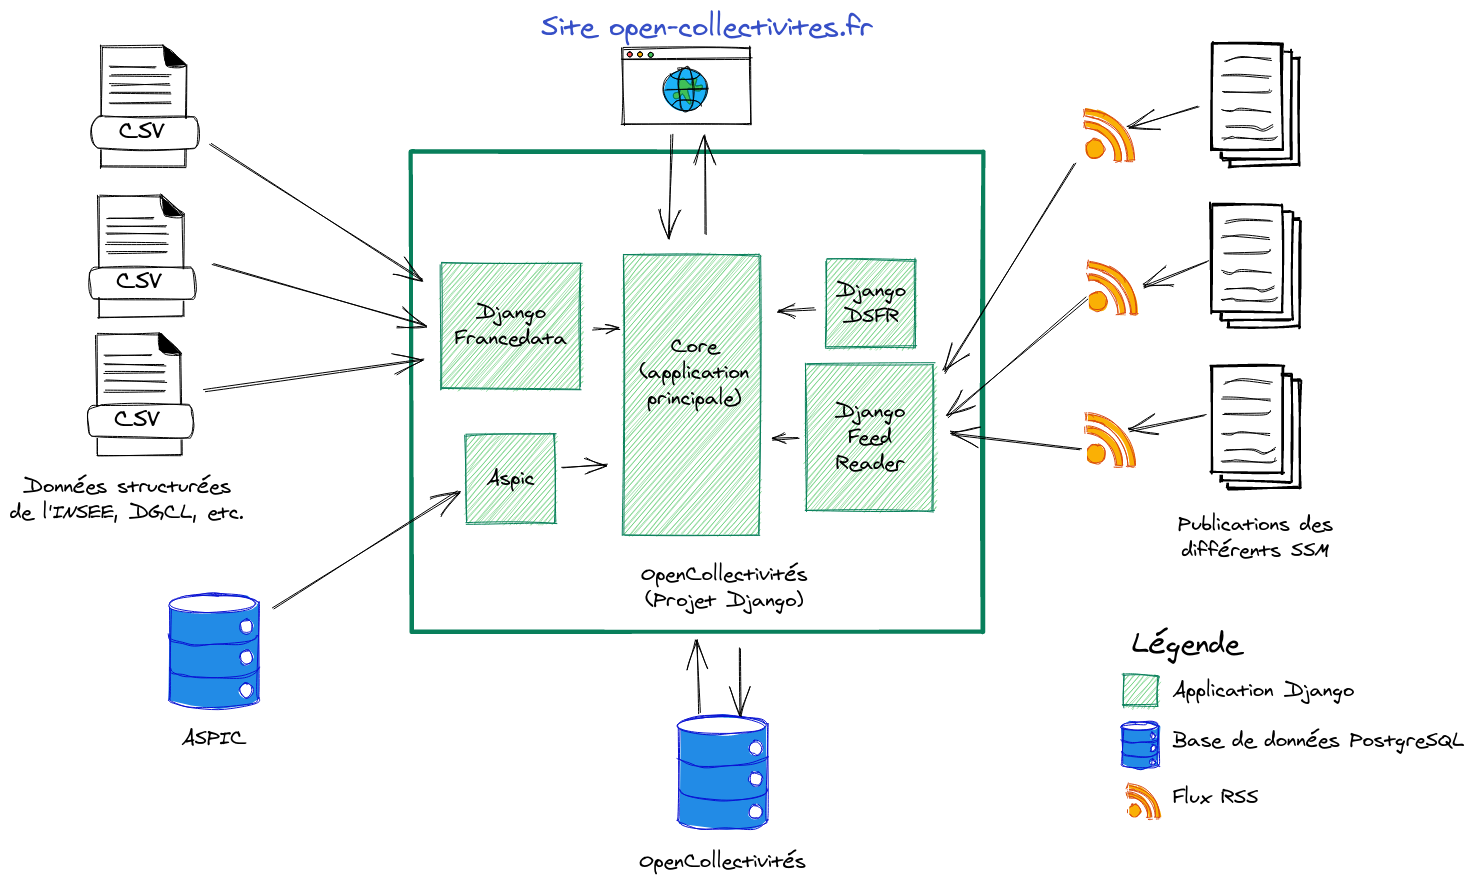 Site open-collectivites.fr
CSV
CSV
CSV
Données structurées
de l'INSEE, DGCL, etc.
Django
Francedata
Aspic
Core
(application
principale)
Django
DSFR
Django
Feed
Reader
OpenCollectivités
(Projet Django)
Publications des
différents SSM
ASPIC
OpenCollectivités
Légende
Application Django
Base de données PostgreSQL
Flux RSS